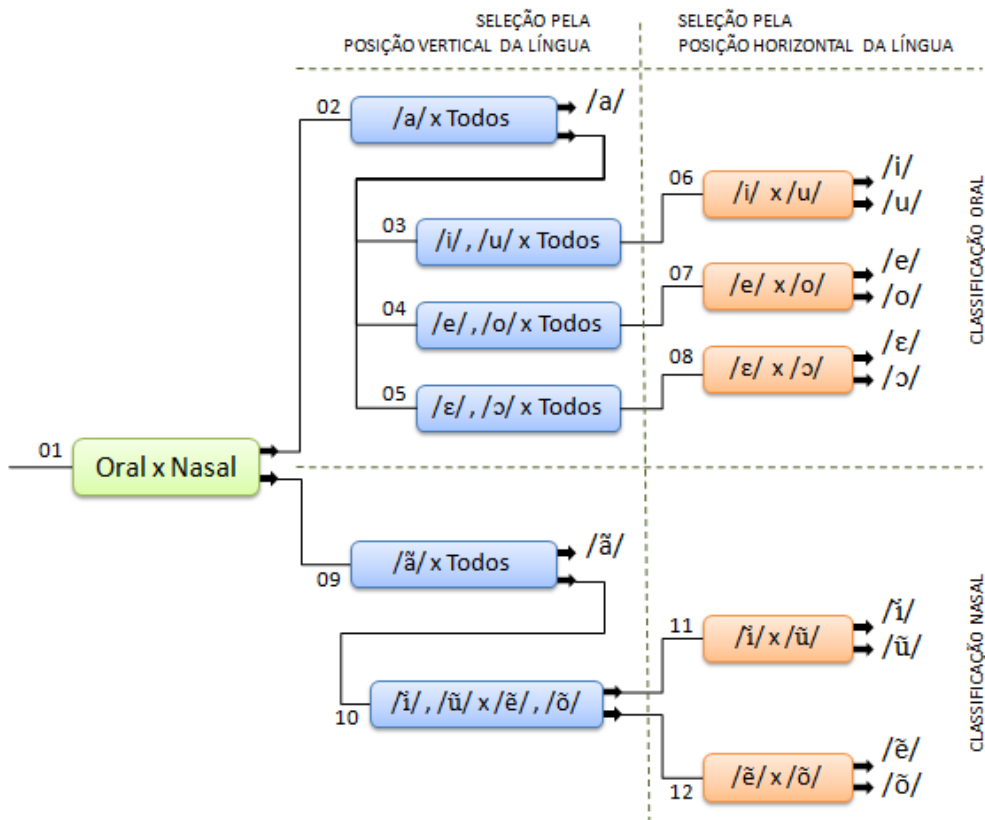 SELEÇÃO PELA
POSIÇÃO VERTICAL DA LÍNGUA
SELEÇÃO PELA
POSIÇÃO HORIZONTAL DA LÍNGUA
02
/a/ x Todos
/a/
03
/i/ , /u/ x Todos
04
/e/ , /o/ x Todos
05
/ɛ/ , /ɔ/ x Todos
06
/i/ x /u/
/i/
/u/
07
/e/ x /o/
/e/
/o/
08
/ɛ/ x /ɔ/
/ɛ/
/ɔ/
CLASSIFICAÇÃO ORAL
01
Oral x Nasal
09
/ã/ x Todos
/ã/
10
/ĩ/ , /ũ/ x /ẽ/ , /õ/
11
/ĩ/ x /ũ/
/ĩ/
/ũ/
12
/ẽ/ x /õ/
/ẽ/
/õ/
CLASSIFICAÇÃO NASAL